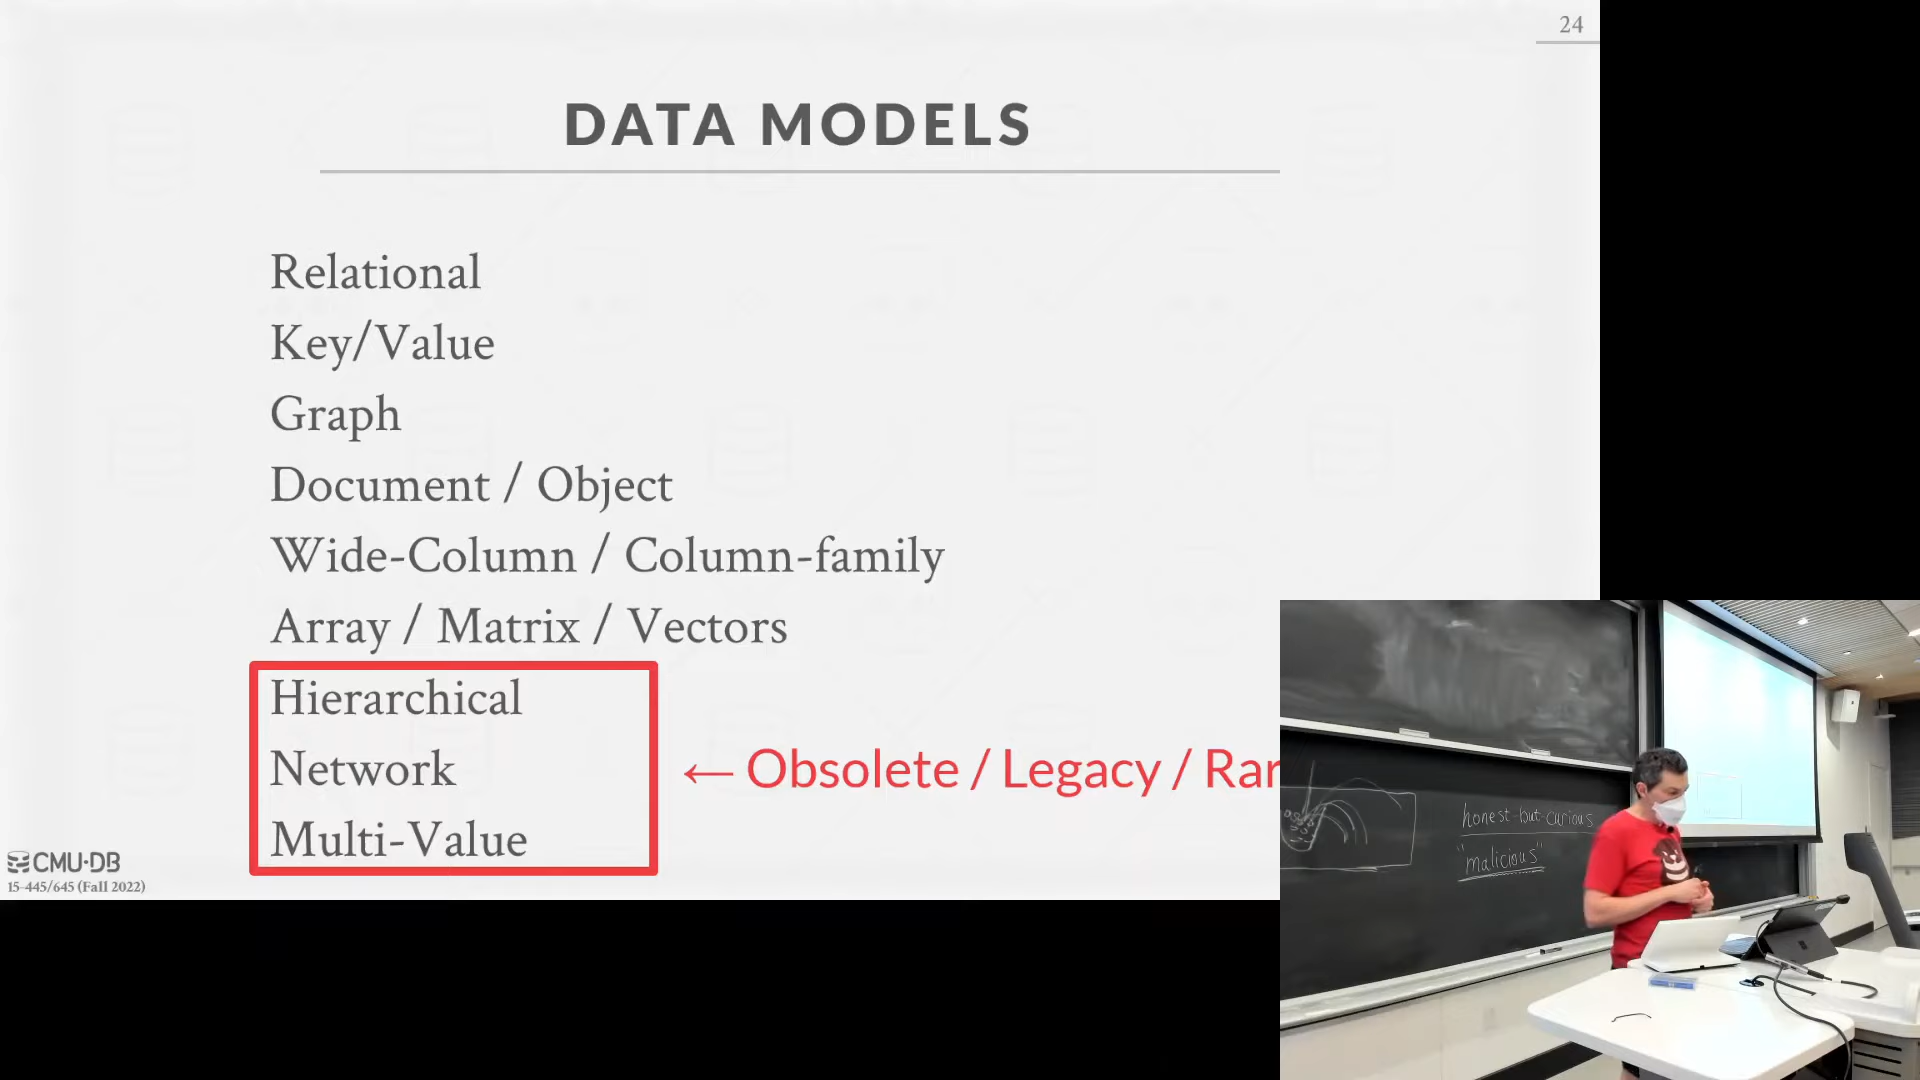 24
DATA MODELS
Relational
Key/Value
Graph
Document / Object
Wide-Column / Column-family
Array / Matrix / Vectors
Hierarchical
Network
Multi-Value
← Obsolete / Legacy / Rar
CMU·DB
15-445/645 (Fall 2022)
honest-but-curious
"malicious"